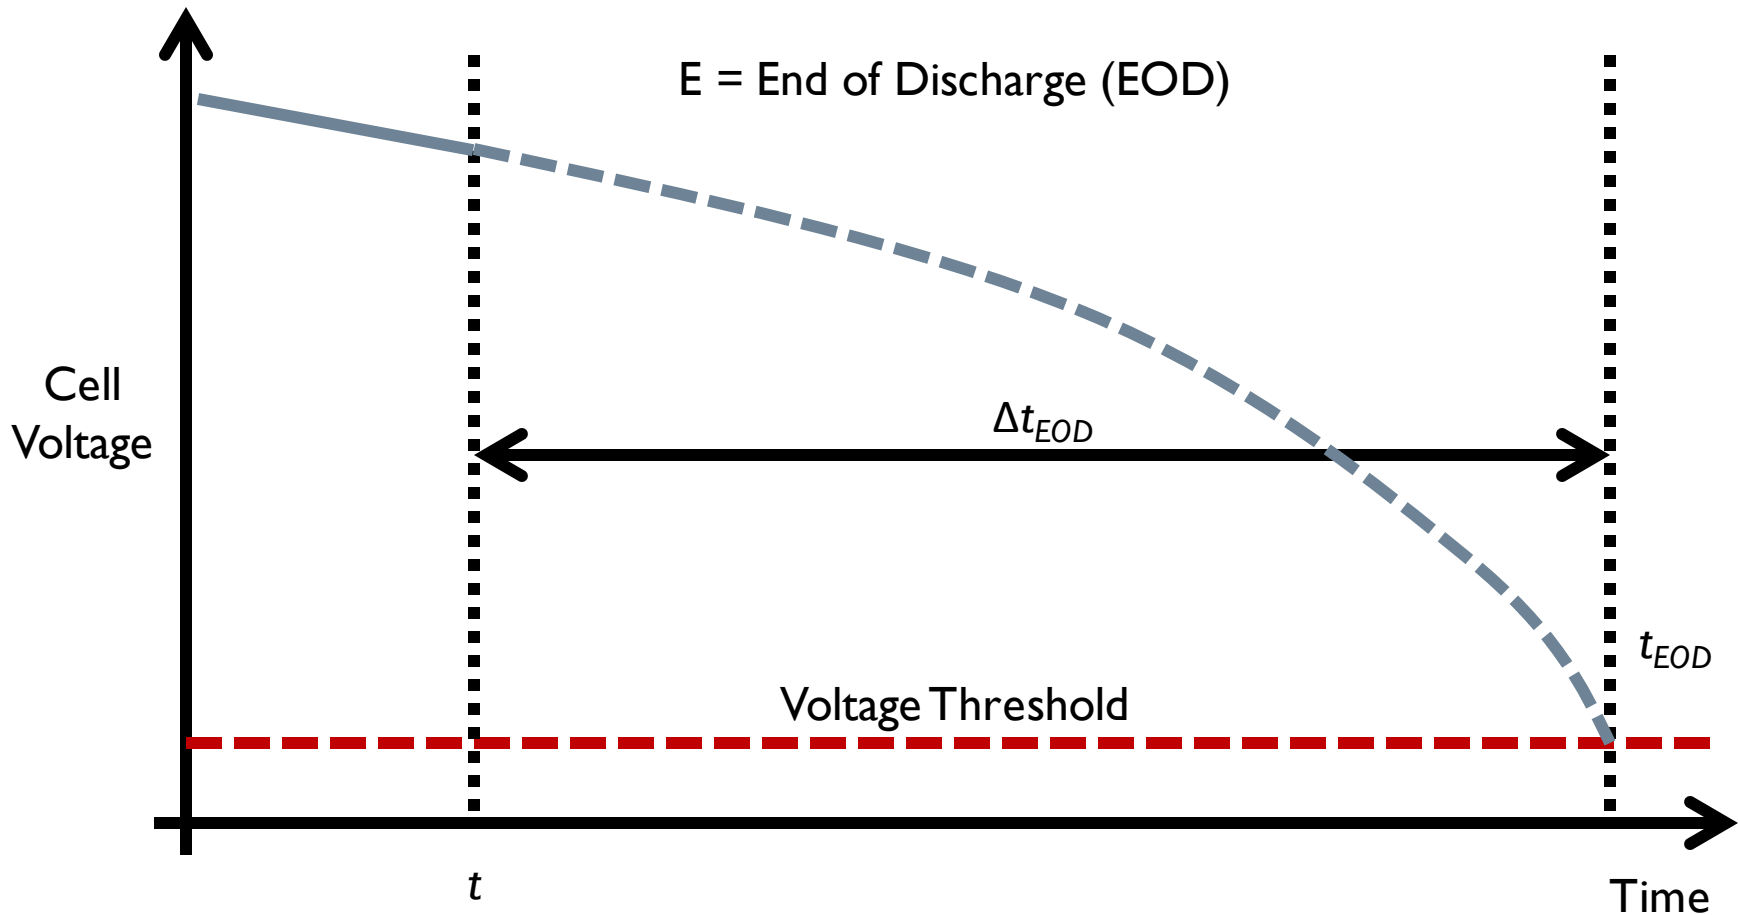 E = End of Discharge (EOD)
Cell
Voltage
Δt_EOD
t_EOD
Voltage Threshold
t
Time